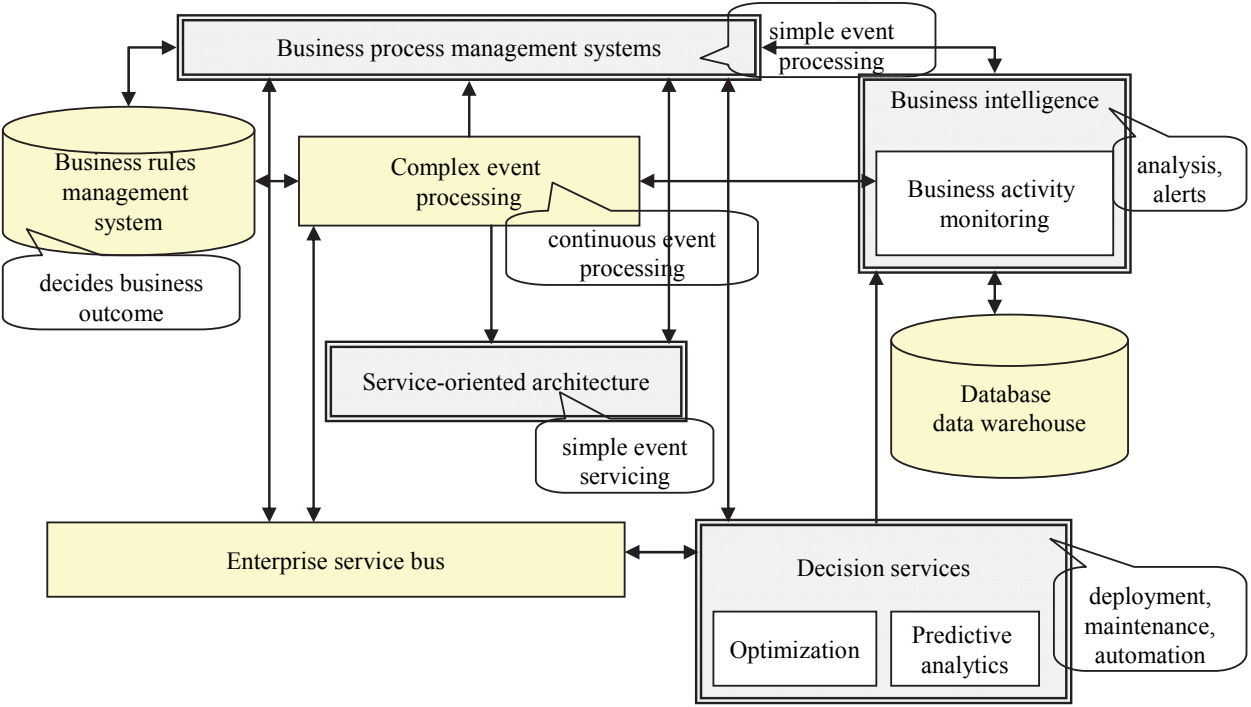 Business process management systems
simple event
processing
Business intelligence
Business rules
management
system
Complex event
processing
Business activity
monitoring
analysis,
alerts
continuous event
processing
decides business
outcome
Service-oriented architecture
Database
data warehouse
simple event
servicing
Enterprise service bus
Decision services
deployment,
maintenance,
automation
Optimization
Predictive
analytics